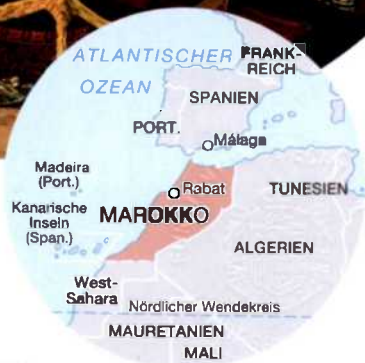 ATLANTISCHER
OZEAN
FRANK-
REICH
SPANIEN
PORT.
Málaga
Madeira
(Port.)
Rabat
TUNESIEN
Kanarische
Inseln
(Span.)
MAROKKO
ALGERIEN
West-
Sahara
Nördlicher Wendekreis
MAURETANIEN
MALI